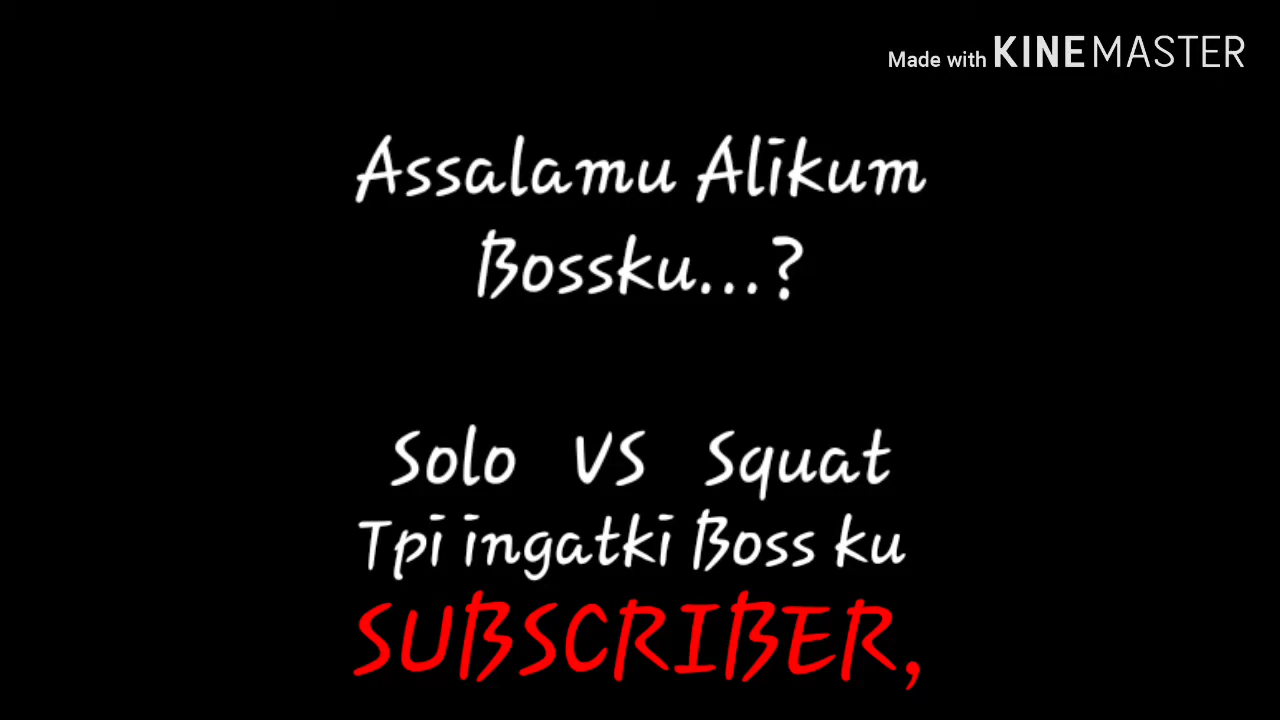 Made with KINEMASTER
Assalamu Alikum
Bossku...?
Solo VS Squat
Tpi ingatki Boss ku
SUBSCRIBER,